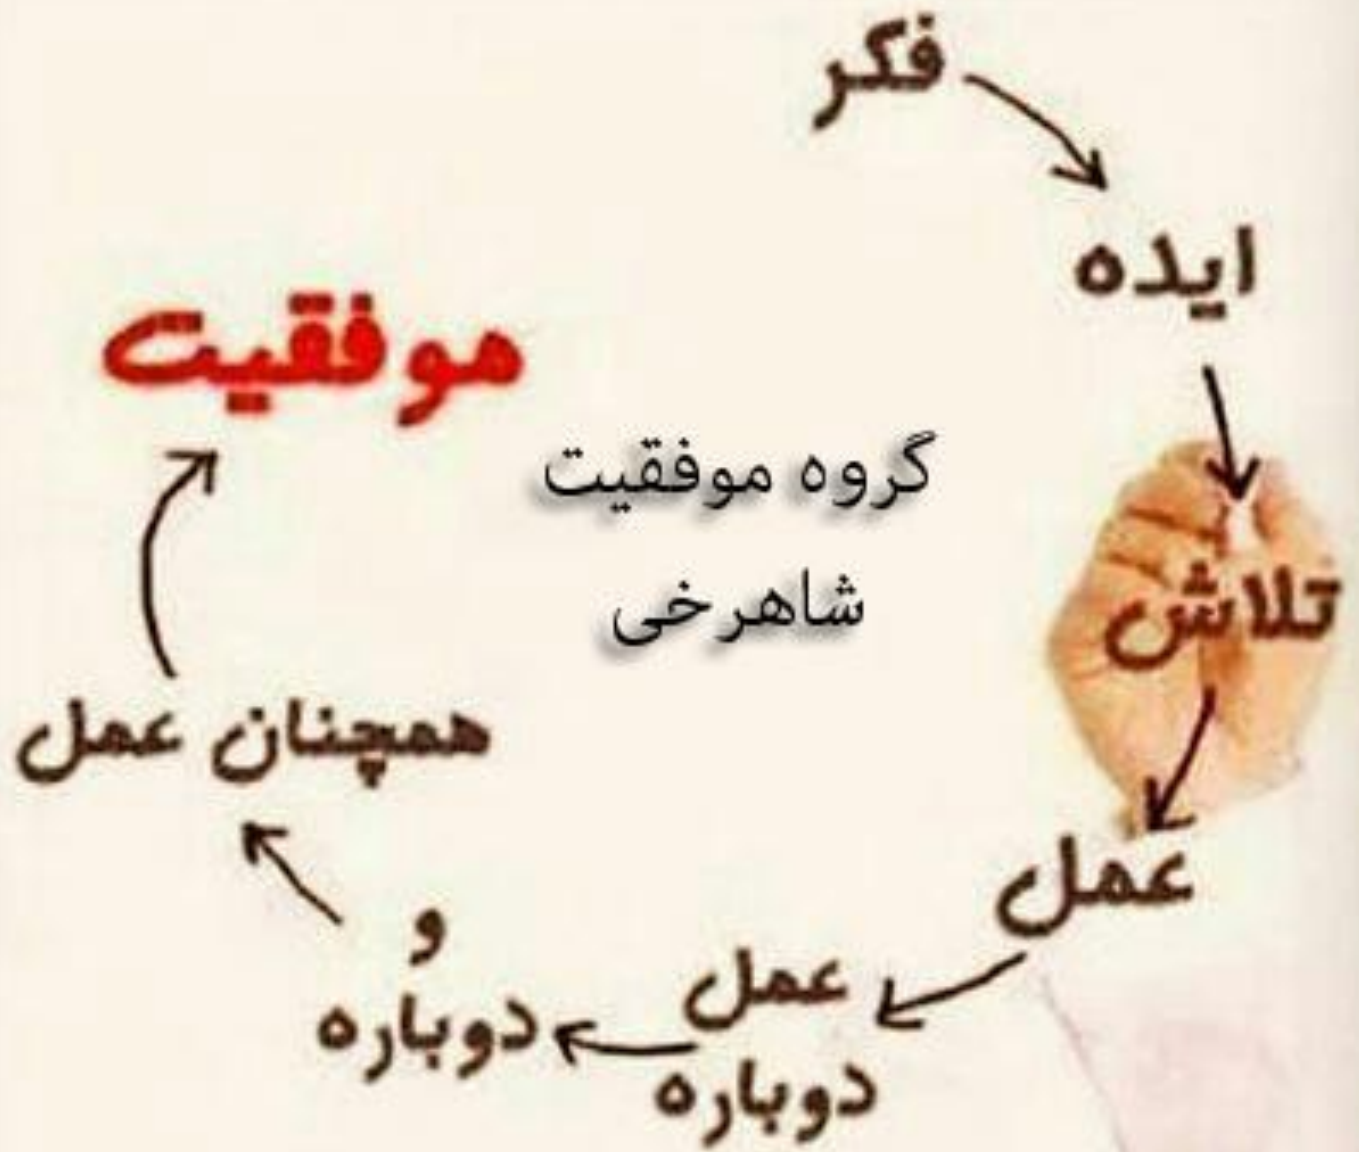 فکر
ایده
تلاش
عمل
عمل
دوباره
و
دوباره
همچنان عمل
موفقیت
گروه موفقیت
شاهرخی